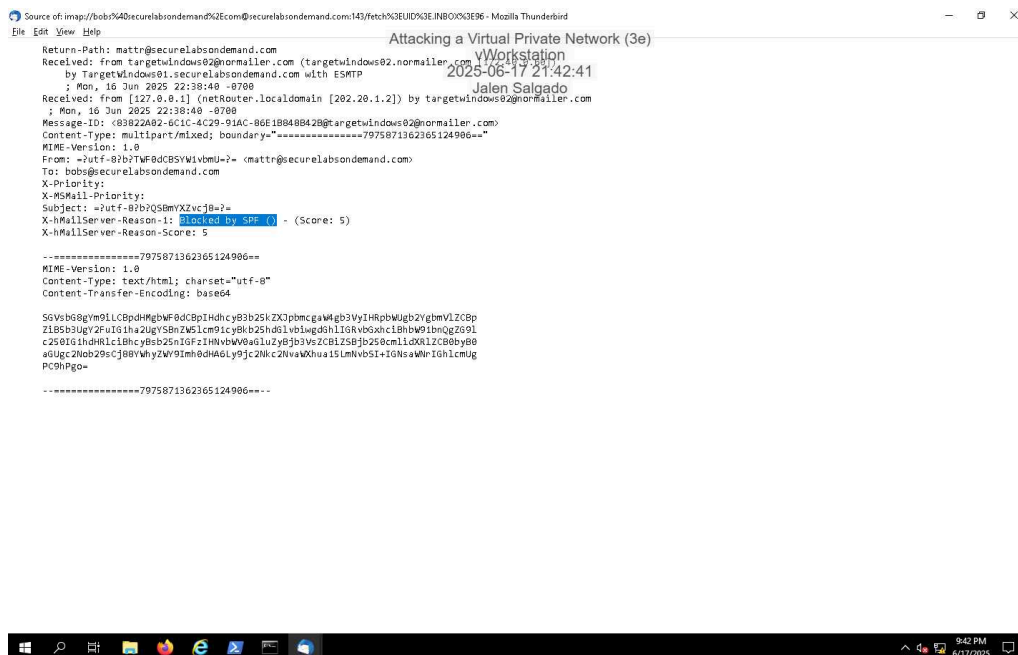 Source of: imap://bobs%40securelabsondemand%2Ecom@securelabsondemand.com:143/fetch%3EUID%3E.INBOX%3E96 - Mozilla Thunderbird
File Edit View Help
Attacking a Virtual Private Network (3e)
vWorkstation
2025-06-17 21:42:41
Jalen Salgado
Return-Path: mattr@securelabsondemand.com
Received: from targetwindows02@normailer.com (targetwindows02.normailer.com
by TargetWindows01.securelabsondemand.com with ESMTP
; Mon, 16 Jun 2025 22:38:40 -0700
Received: from [127.0.0.1] (netRouter.localdomain [202.20.1.2]) by targetwindows02@normailer.com
; Mon, 16 Jun 2025 22:38:40 -0700
Message-ID: <83822A02-6C1C-4C29-91AC-86E1B848B42B@targetwindows02@normailer.com>
Content-Type: multipart/mixed; boundary="===============7975871362365124906=="
MIME-Version: 1.0
From: =?utf-8?b?TWF0dCBSYW1vbmU=?= <mattr@securelabsondemand.com>
To: bobs@securelabsondemand.com
X-Priority:
X-MSMail-Priority:
Subject: =?utf-8?b?QSBmYXZvcj8=?=
X-hMailServer-Reason-1: Blocked by SPF () - (Score: 5)
X-hMailServer-Reason-Score: 5
--===============7975871362365124906==
MIME-Version: 1.0
Content-Type: text/html; charset="utf-8"
Content-Transfer-Encoding: base64
PC9hPgo=
--===============7975871362365124906==--
9:42 PM
6/17/2025